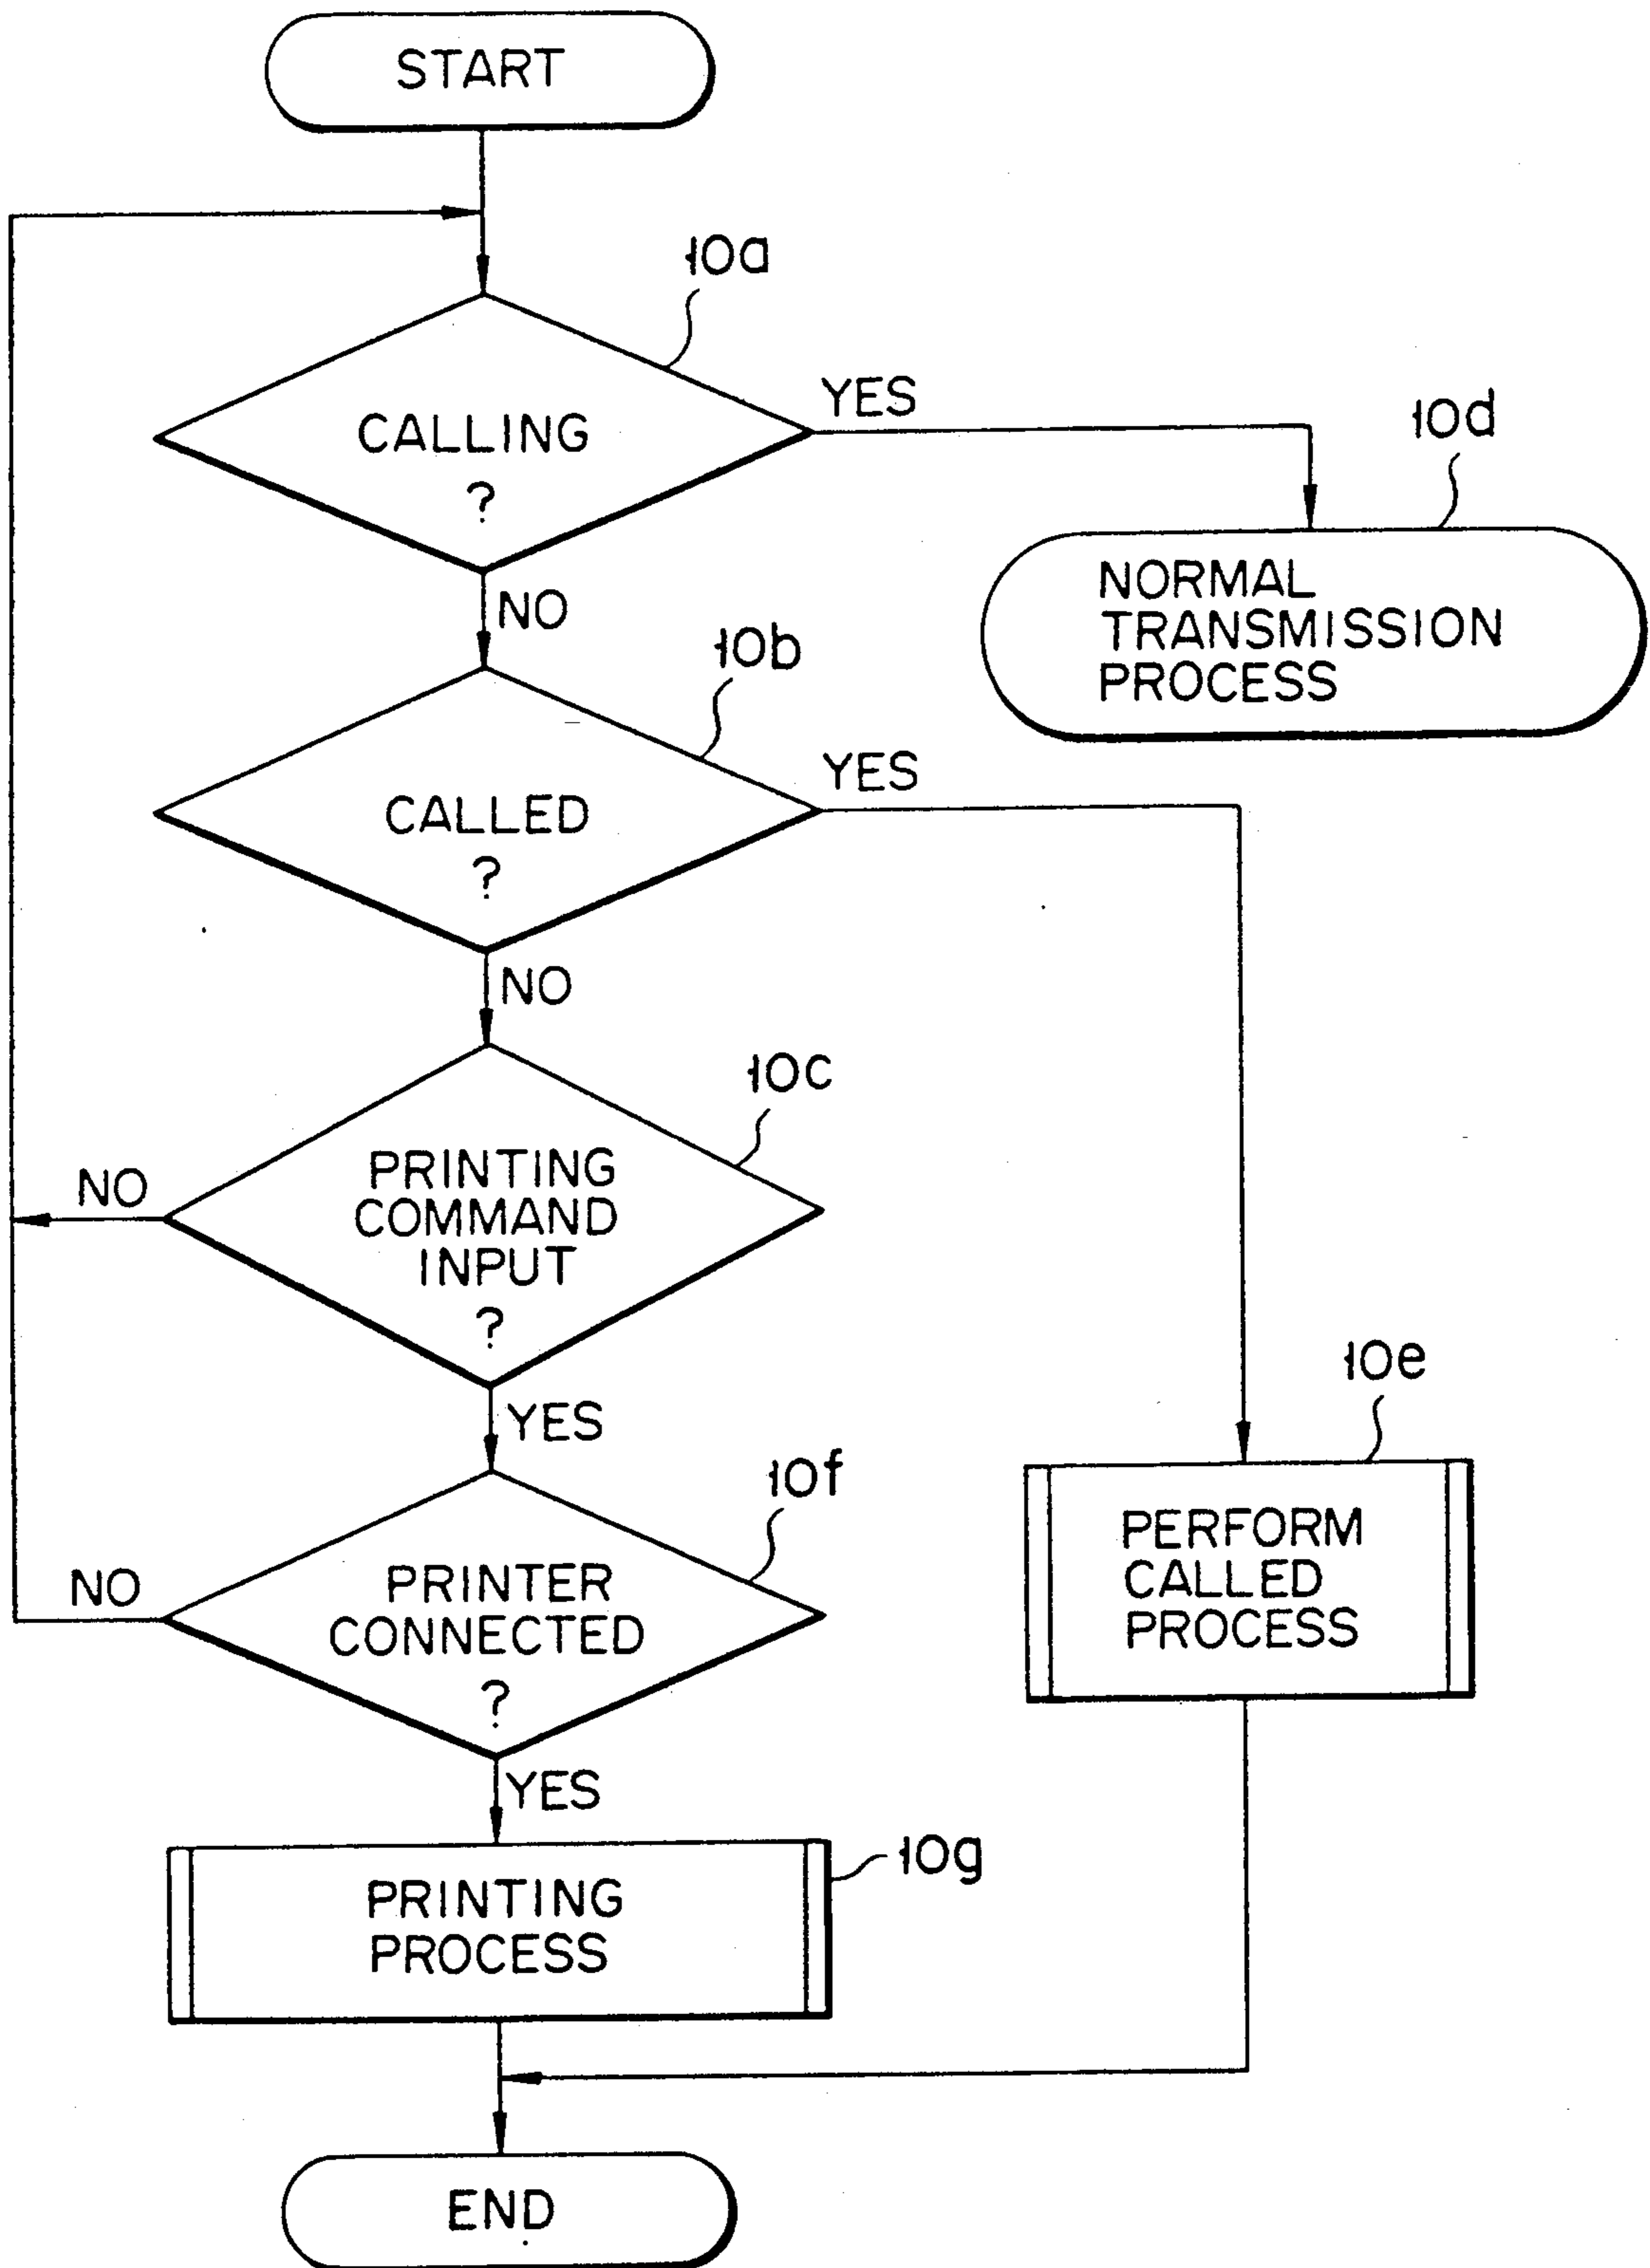 START
10a
CALLING
?
YES
10d
NORMAL
TRANSMISSION
PROCESS
NO
10b
CALLED
?
YES
NO
10c
PRINTING
COMMAND
INPUT
?
NO
YES
10e
10f
PRINTER
CONNECTED
?
NO
PERFORM
CALLED
PROCESS
YES
10g
PRINTING
PROCESS
END